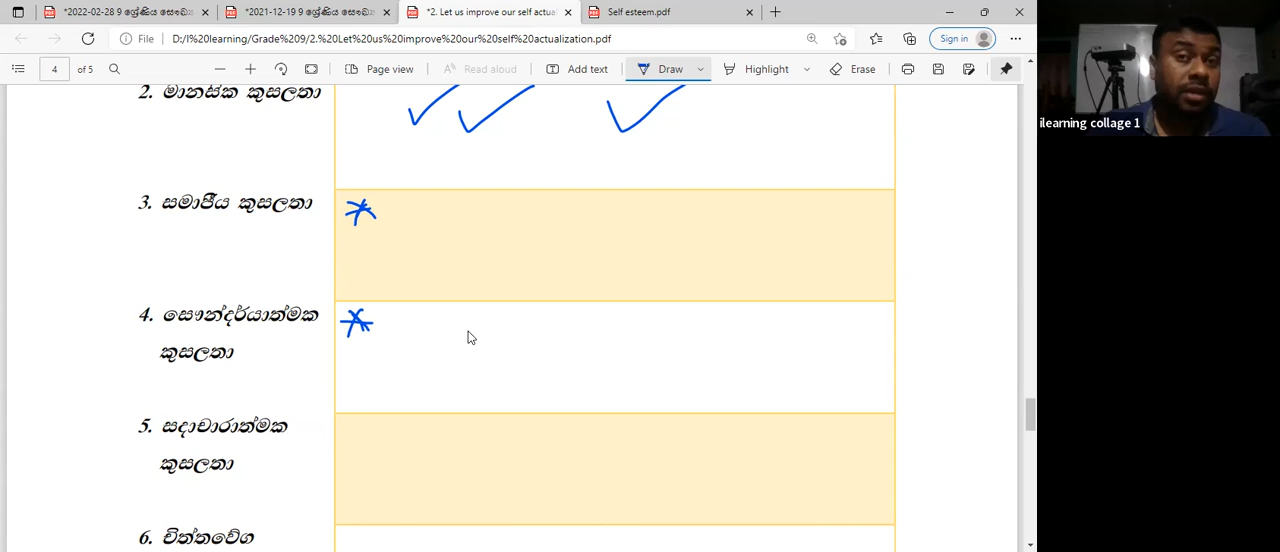 *2022-02-28 9 ශ්‍රේණිය සෞඛ්‍ය
*2021-12-19 9 ශ්‍රේණිය සෞඛ්‍ය
*2. Let us improve our self actua
Self esteem.pdf
File
D:/I%20learning/Grade%209/2.%20Let%20us%20improve%20our%20self%20actualization.pdf
Sign in
4 of 5
Page view
Read aloud
Add text
Draw
Highlight
Erase
ilearning collage 1
2. මානසික කුසලතා
3. සමාජීය කුසලතා
4. සෞන්දර්යාත්මක
කුසලතා
5. සදාචාරාත්මක
කුසලතා
6. චිත්තවේග